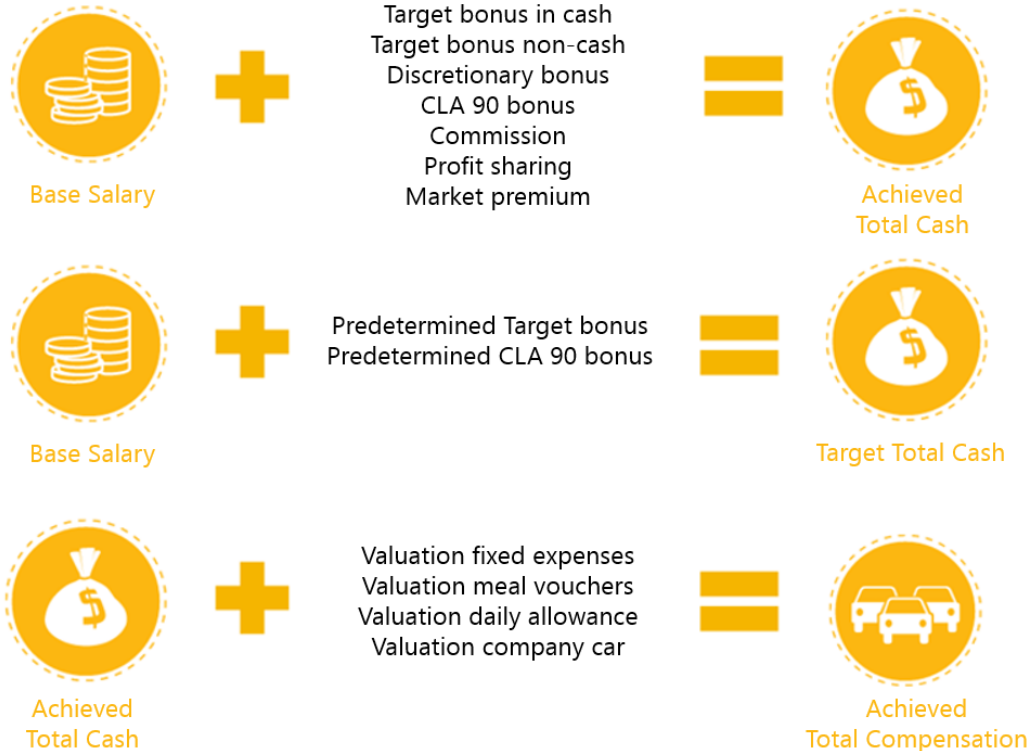 Target bonus in cash
Target bonus non-cash
Discretionary bonus
CLA 90 bonus
Commission
Profit sharing
Market premium
Base Salary
Achieved
Total Cash
Predetermined Target bonus
Predetermined CLA 90 bonus
Base Salary
Target Total Cash
Valuation fixed expenses
Valuation meal vouchers
Valuation daily allowance
Valuation company car
Achieved
Total Cash
Achieved
Total Compensation